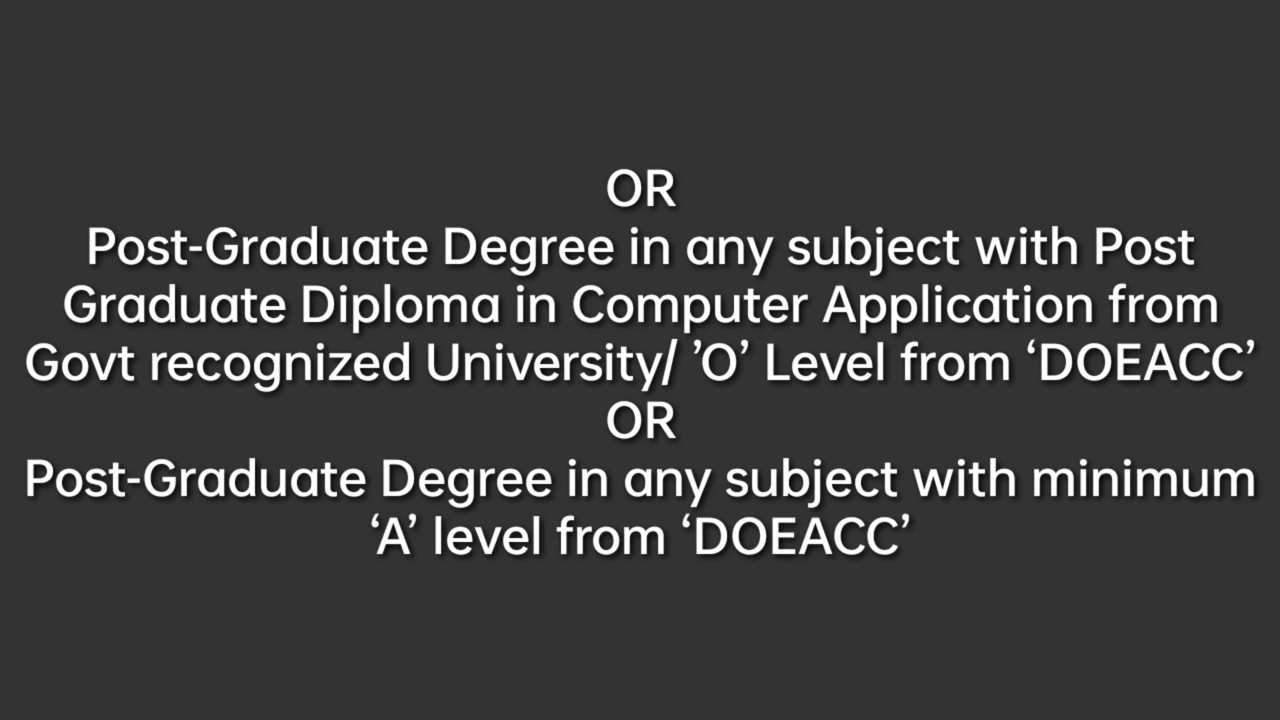 OR
Post-Graduate Degree in any subject with Post
Graduate Diploma in Computer Application from
Govt recognized University/ ’O’ Level from ‘DOEACC’
OR
Post-Graduate Degree in any subject with minimum
‘A’ level from ‘DOEACC’